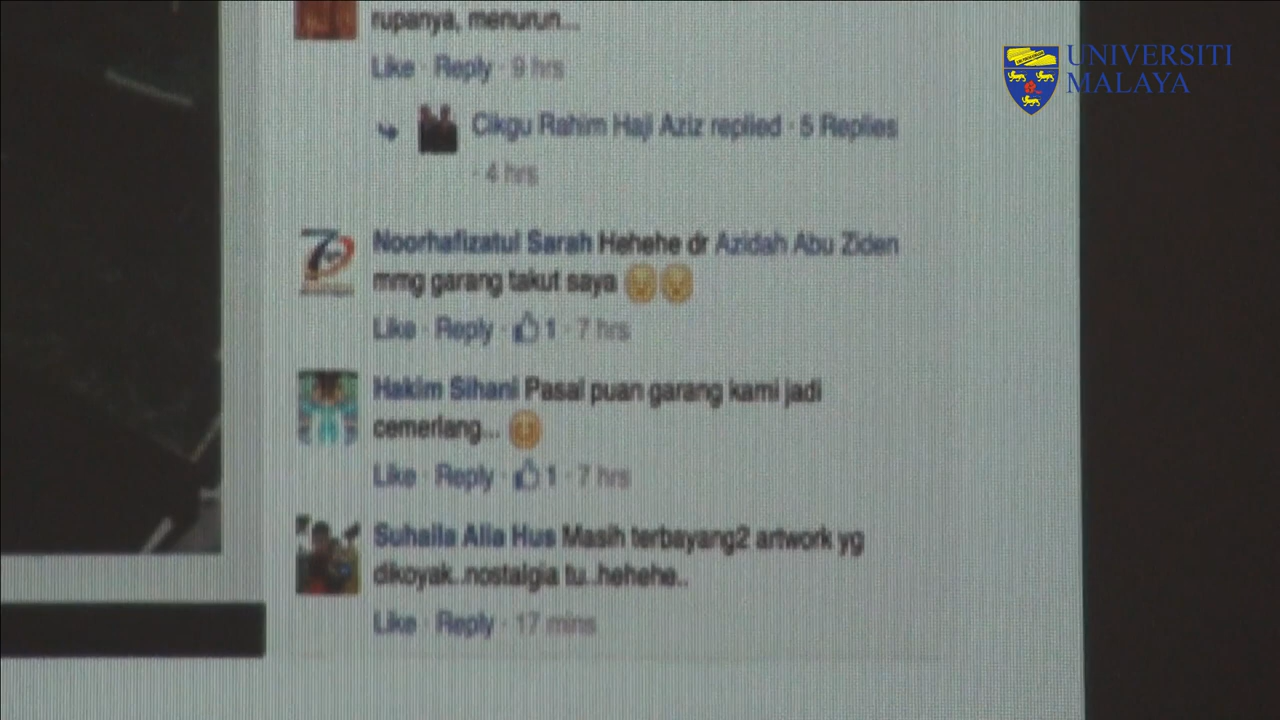 UNIVERSITI
MALAYA
rupanya, menurun...
Like · Reply · 9 hrs
Cikgu Rahim Haji Aziz replied · 5 Replies
· 4 hrs
Noorhafizatul Sarah Hehehe dr Azidah Abu Ziden
mmg garang takut saya
Like · Reply · 1 · 7 hrs
Hakim Sihani Pasal puan garang kami jadi
cemerlang...
Like · Reply · 1 · 7 hrs
Suhaila Alia Hus Masih terbayang2 artwork yg
dikoyak..nostalgia tu..hehehe..
Like · Reply · 17 mins